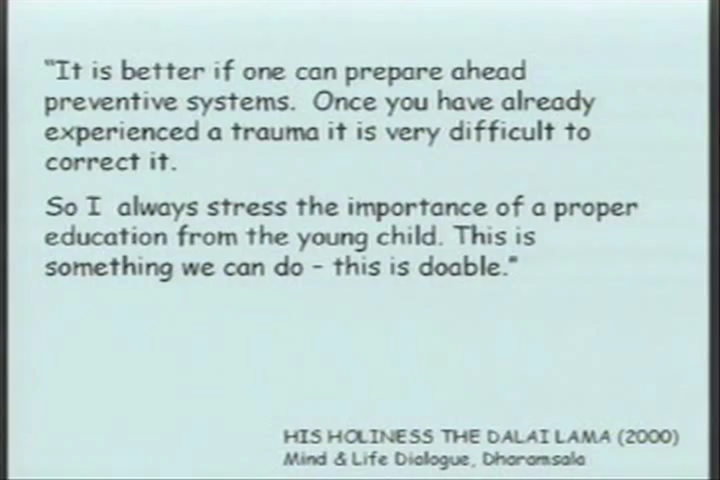 "It is better if one can prepare ahead
preventive systems. Once you have already
experienced a trauma it is very difficult to
correct it.
So I always stress the importance of a proper
education from the young child. This is
something we can do - this is doable."
HIS HOLINESS THE DALAI LAMA (2000)
Mind & Life Dialogue, Dharamsala